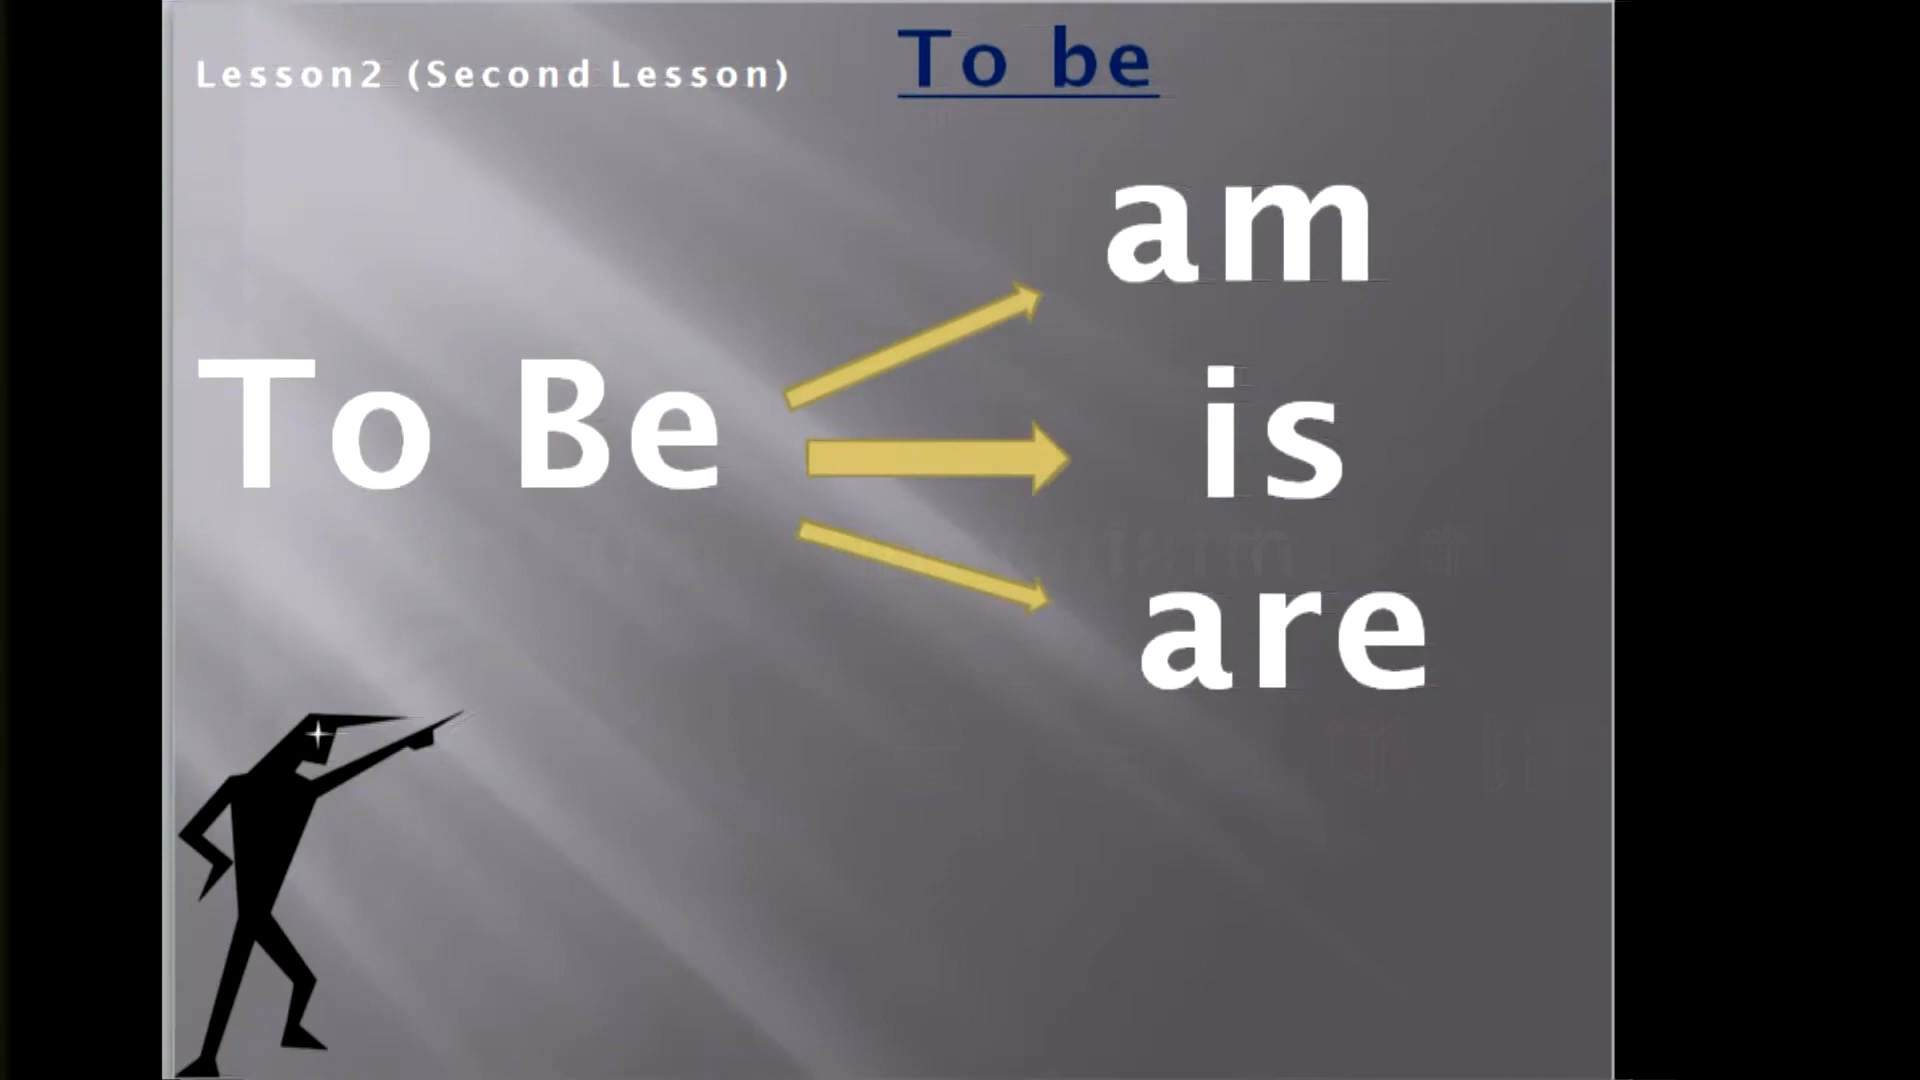 Lesson2 (Second Lesson)
To be
To Be
am
is
are